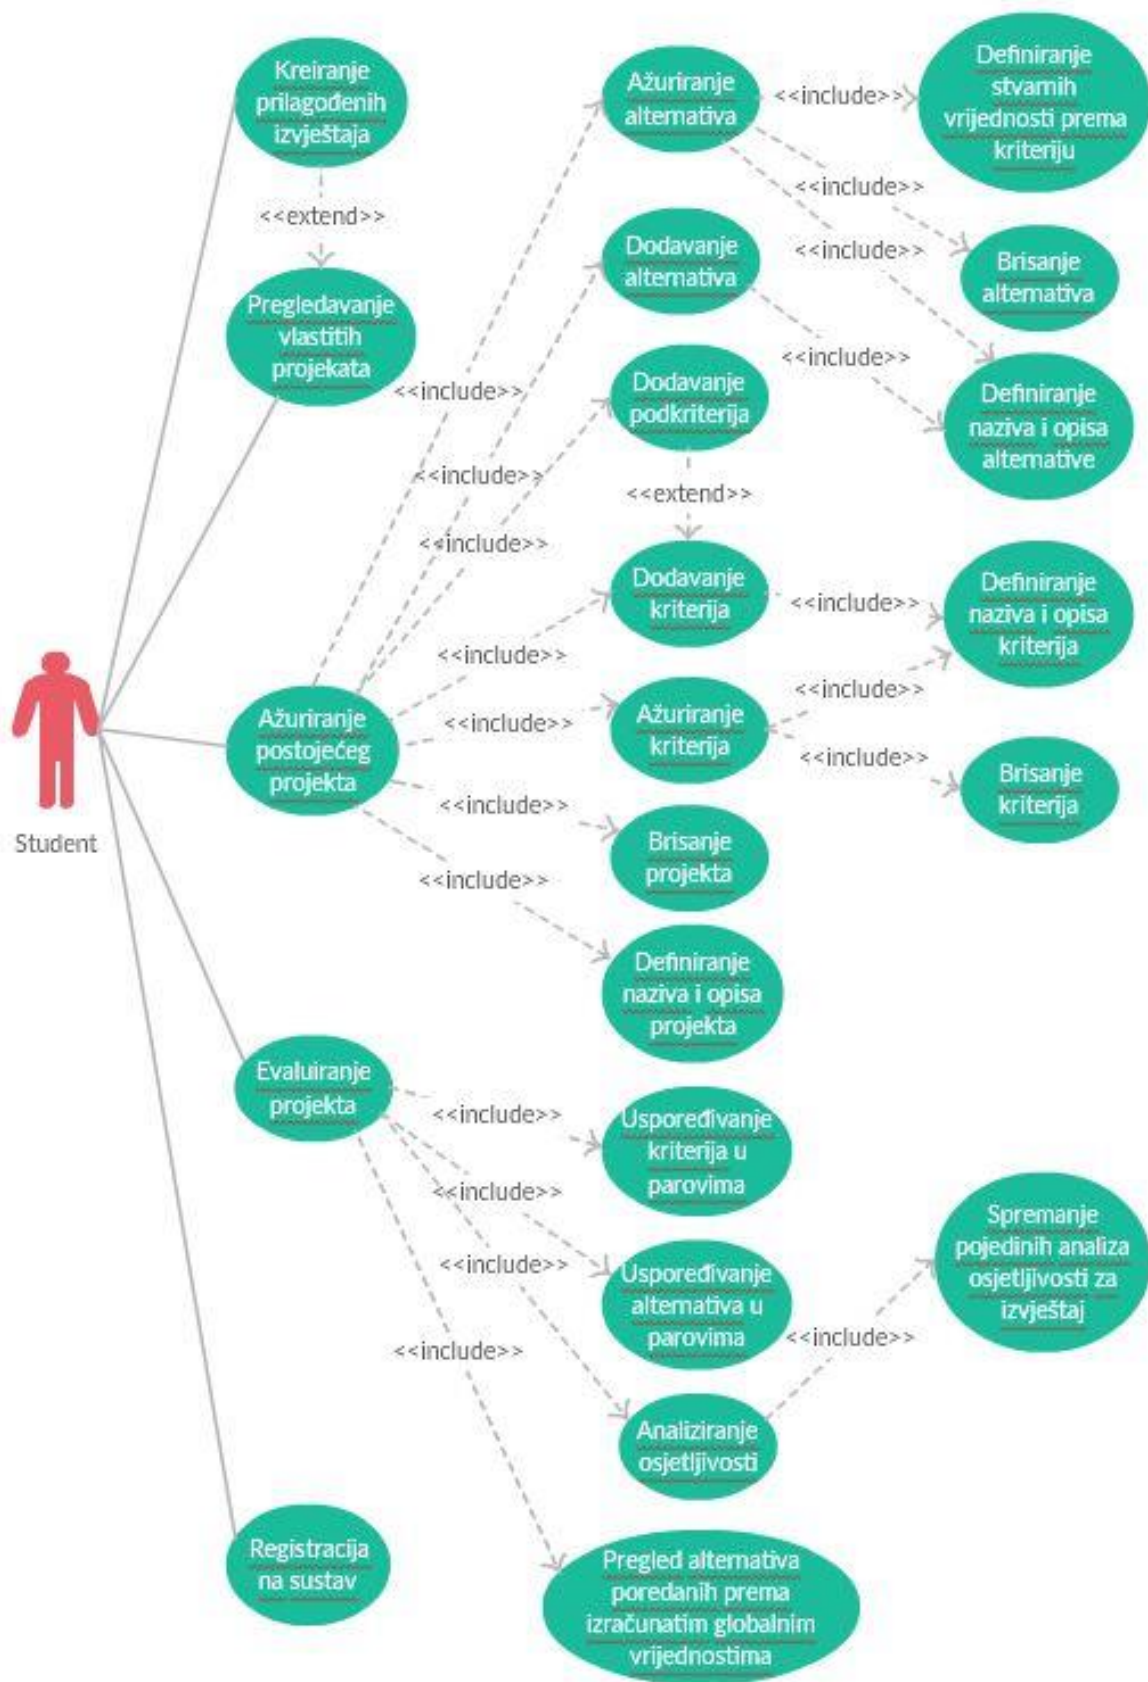 Kreiranje
prilagođenih
izvještaja
<<extend>>
Pregledavanje
vlastitih
projekata
Student
Ažuriranje
postojećeg
projekta
Evaluiranje
projekta
Registracija
na sustav
<<include>>
<<include>>
<<include>>
<<include>>
<<include>>
<<include>>
<<include>>
<<include>>
<<include>>
<<include>>
<<include>>
Ažuriranje
alternativa
Dodavanje
alternativa
Dodavanje
podkriterija
<<extend>>
Dodavanje
kriterija
Ažuriranje
kriterija
Brisanje
projekta
Definiranje
naziva i opisa
projekta
Uspoređivanje
kriterija u
parovima
Uspoređivanje
alternativa u
parovima
Analiziranje
osjetljivosti
Pregled alternativa
poredanih prema
izračunatim globalnim
vrijednostima
<<include>>
<<include>>
<<include>>
<<include>>
<<include>>
<<include>>
<<include>>
<<include>>
Definiranje
stvarnih
vrijednosti prema
kriteriju
Brisanje
alternativa
Definiranje
naziva i opisa
alternative
Definiranje
naziva i opisa
kriterija
Brisanje
kriterija
Spremanje
pojedinih analiza
osjetljivosti za
izvještaj